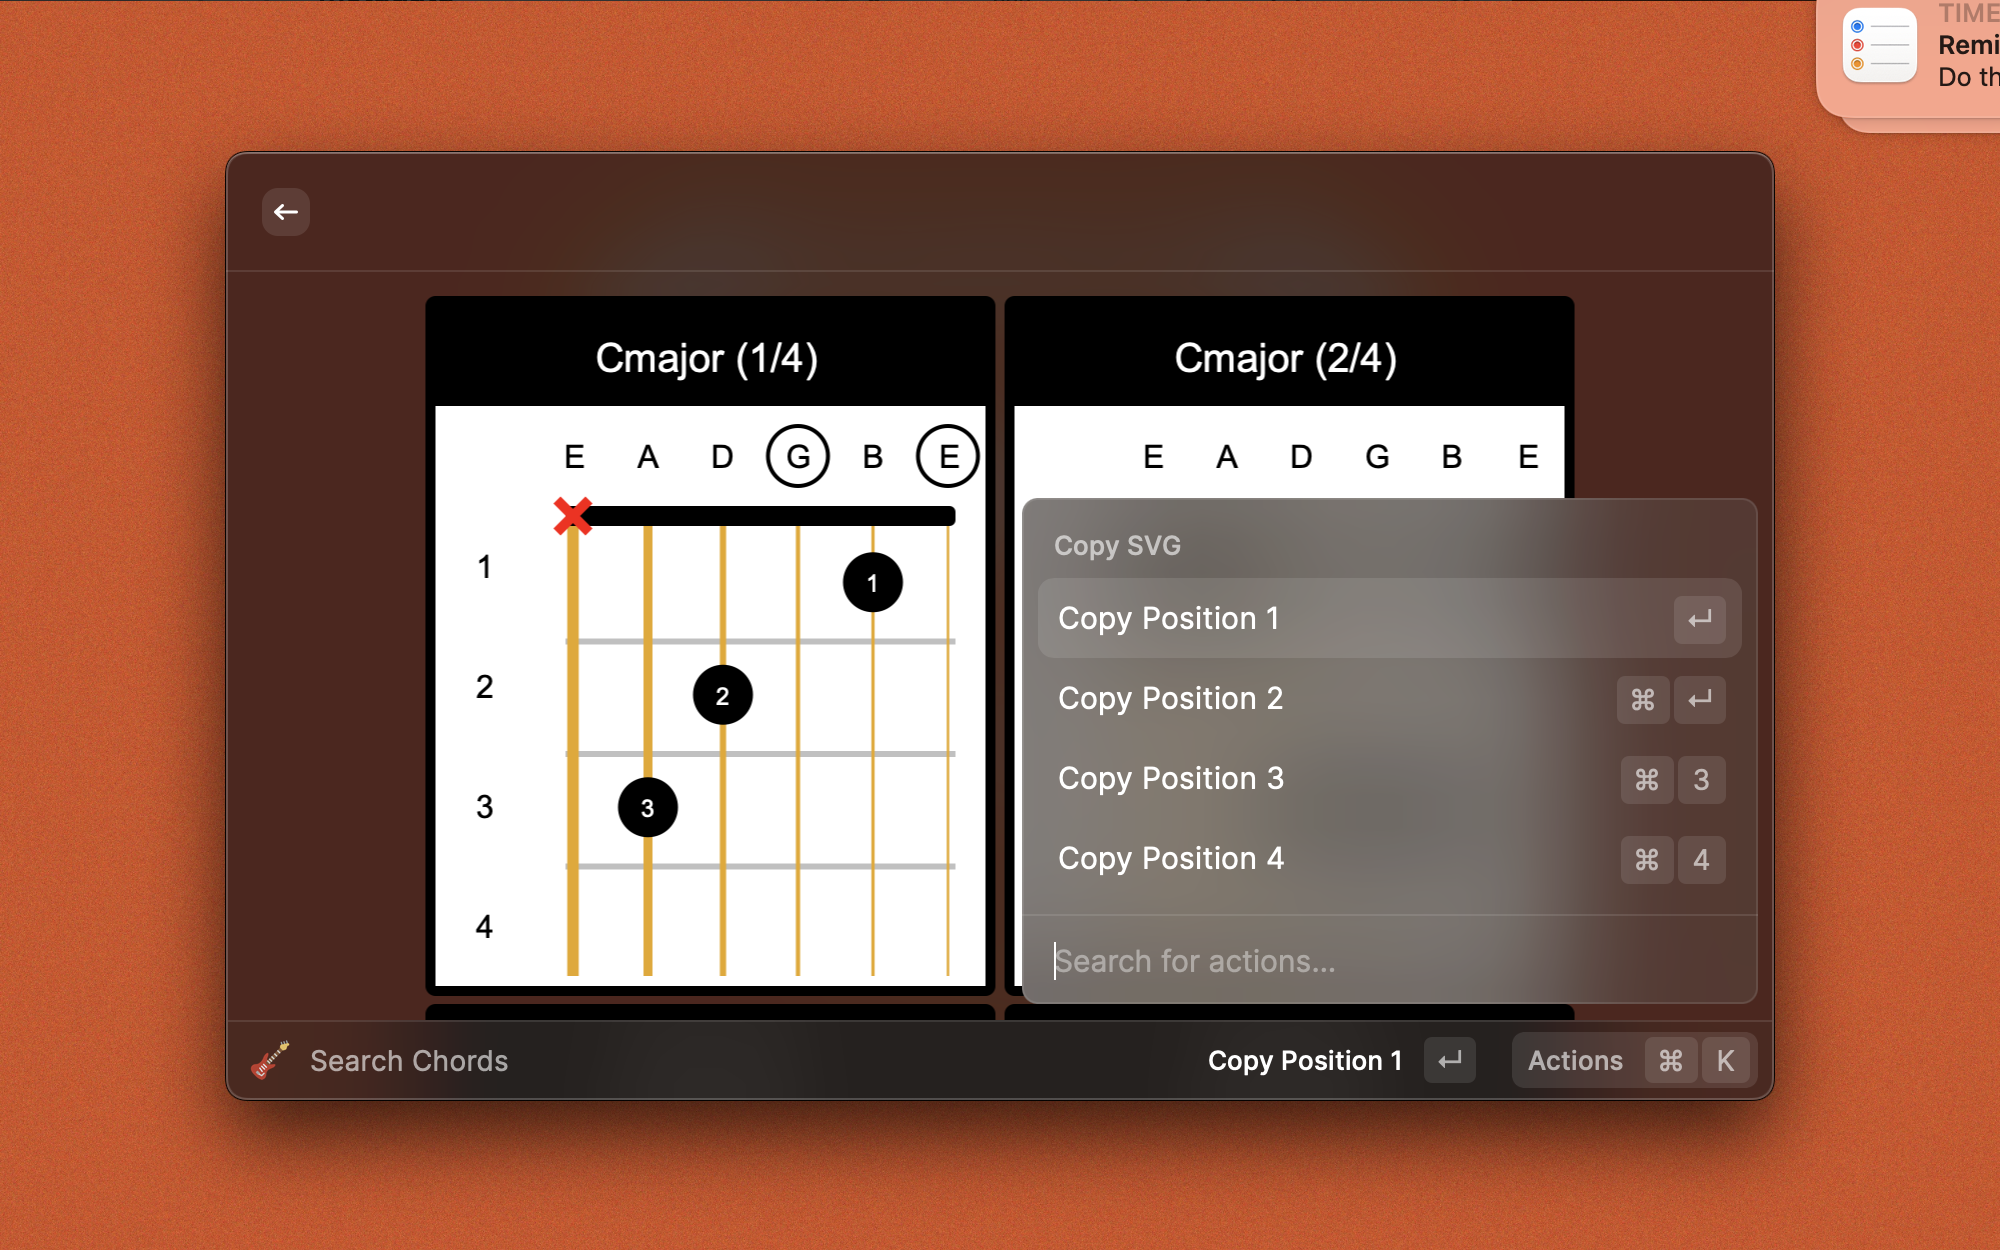 TIME
Remi
Do th
Cmajor (1/4)
E A D G B E
1
1
2
2
3
3
4
Cmajor (2/4)
E A D G B E
Copy SVG
Copy Position 1
Copy Position 2 ⌘
Copy Position 3 ⌘ 3
Copy Position 4 ⌘ 4
Search for actions...
Search Chords
Copy Position 1
Actions ⌘ K